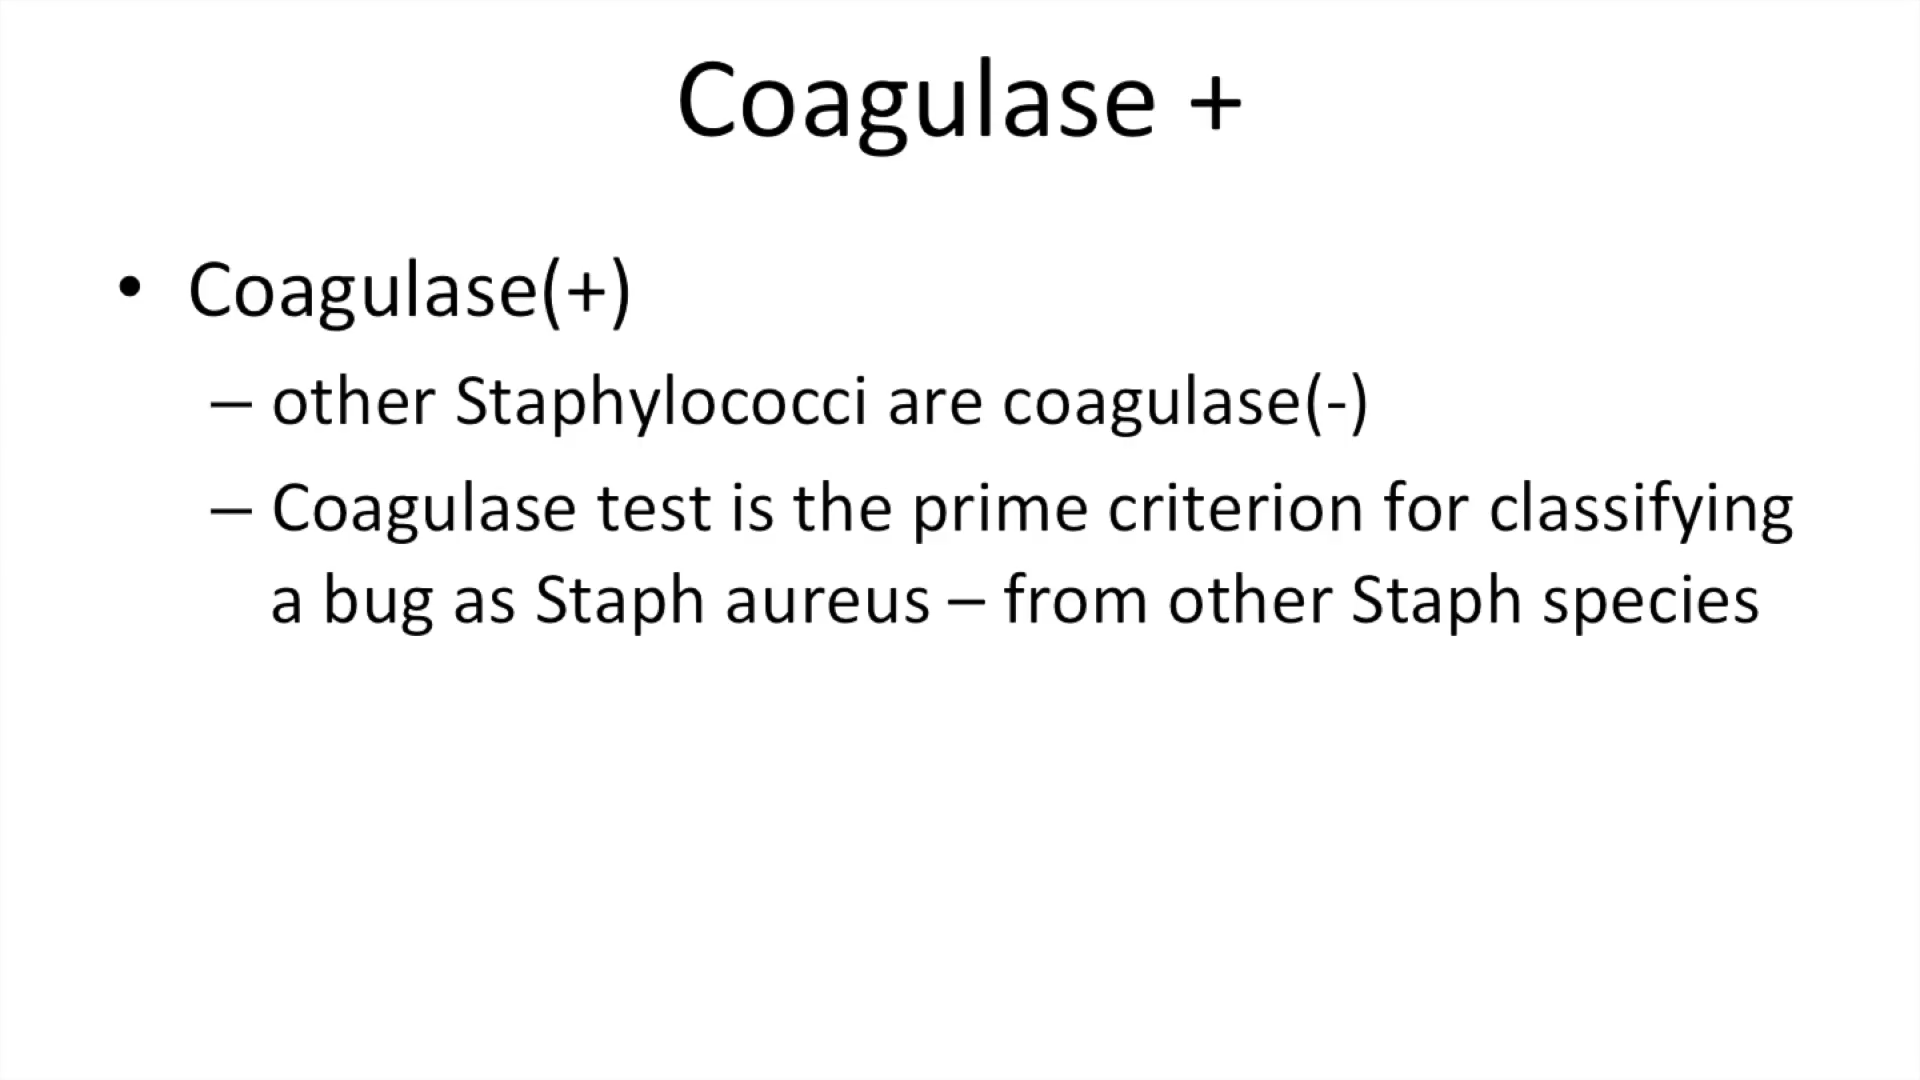 Coagulase +
• Coagulase(+)
– other Staphylococci are coagulase(-)
– Coagulase test is the prime criterion for classifying
a bug as Staph aureus – from other Staph species